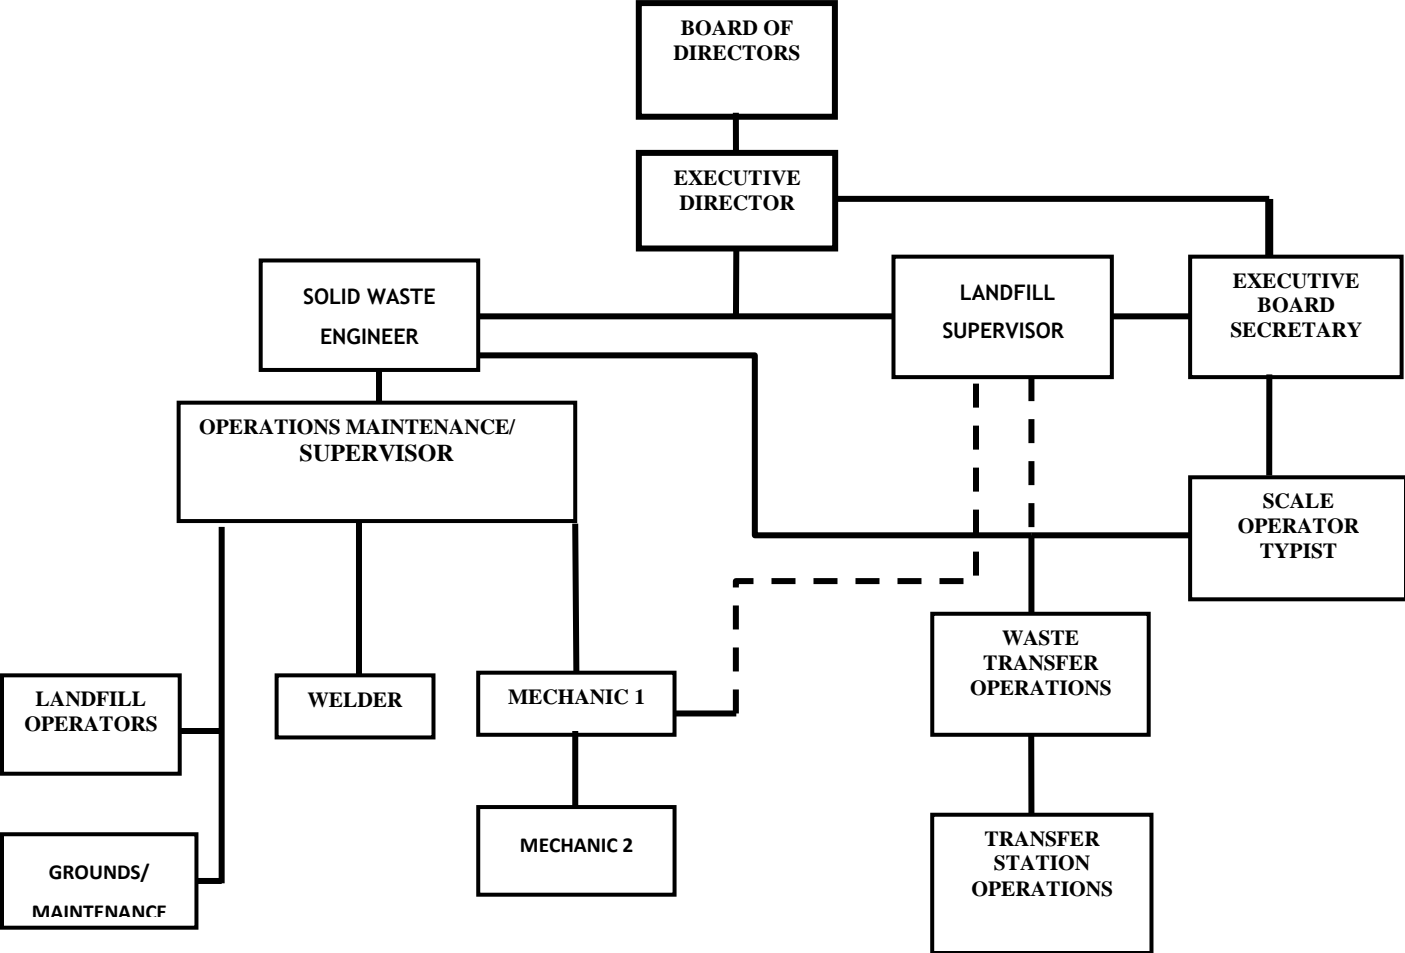 BOARD OF
DIRECTORS
EXECUTIVE
DIRECTOR
SOLID WASTE
ENGINEER
LANDFILL
SUPERVISOR
EXECUTIVE
BOARD
SECRETARY
OPERATIONS MAINTENANCE/
SUPERVISOR
SCALE
OPERATOR
TYPIST
WASTE
TRANSFER
OPERATIONS
LANDFILL
OPERATORS
WELDER
MECHANIC 1
MECHANIC 2
TRANSFER
STATION
OPERATIONS
GROUNDS/
MAINTENANCE